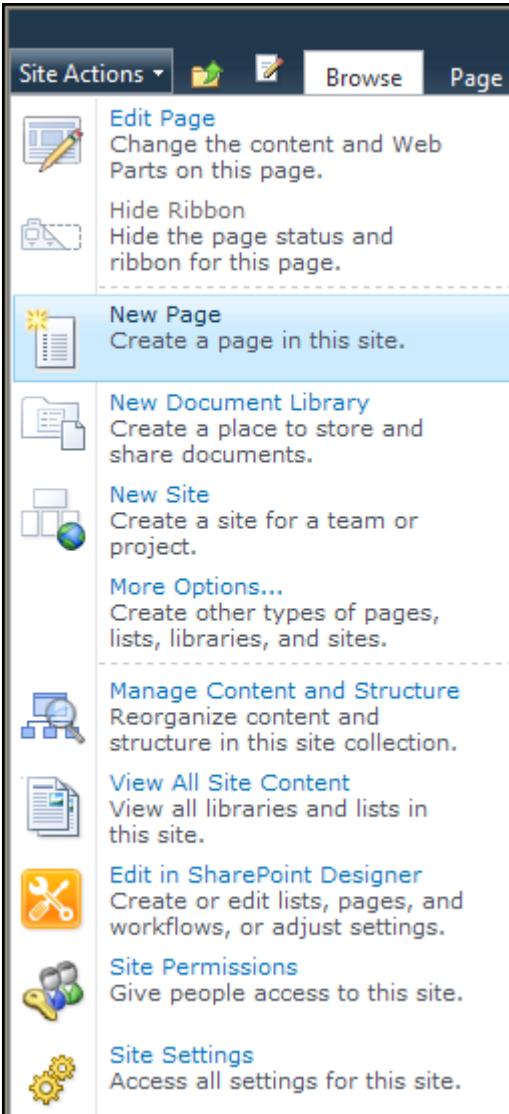 Site Actions Browse Page
Edit Page
Change the content and Web
Parts on this page.
Hide Ribbon
Hide the page status and
ribbon for this page.
New Page
Create a page in this site.
New Document Library
Create a place to store and
share documents.
New Site
Create a site for a team or
project.
More Options...
Create other types of pages,
lists, libraries, and sites.
Manage Content and Structure
Reorganize content and
structure in this site collection.
View All Site Content
View all libraries and lists in
this site.
Edit in SharePoint Designer
Create or edit lists, pages, and
workflows, or adjust settings.
Site Permissions
Give people access to this site.
Site Settings
Access all settings for this site.